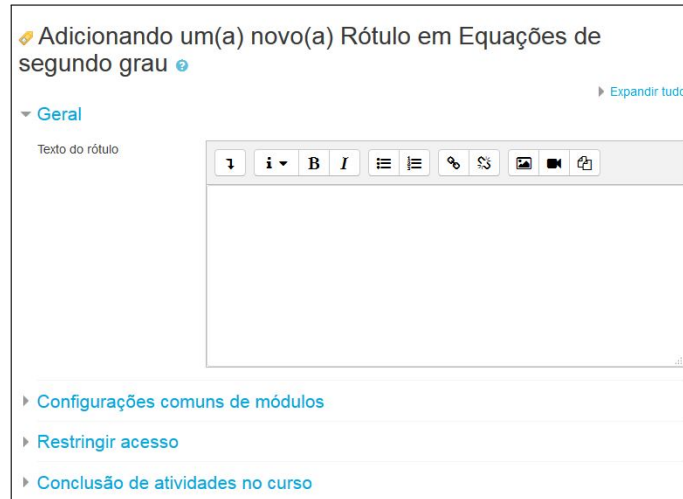 Adicionando um(a) novo(a) Rótulo em Equações de
segundo grau
Expandir tudo
Geral
Texto do rótulo
B I
Configurações comuns de módulos
Restringir acesso
Conclusão de atividades no curso